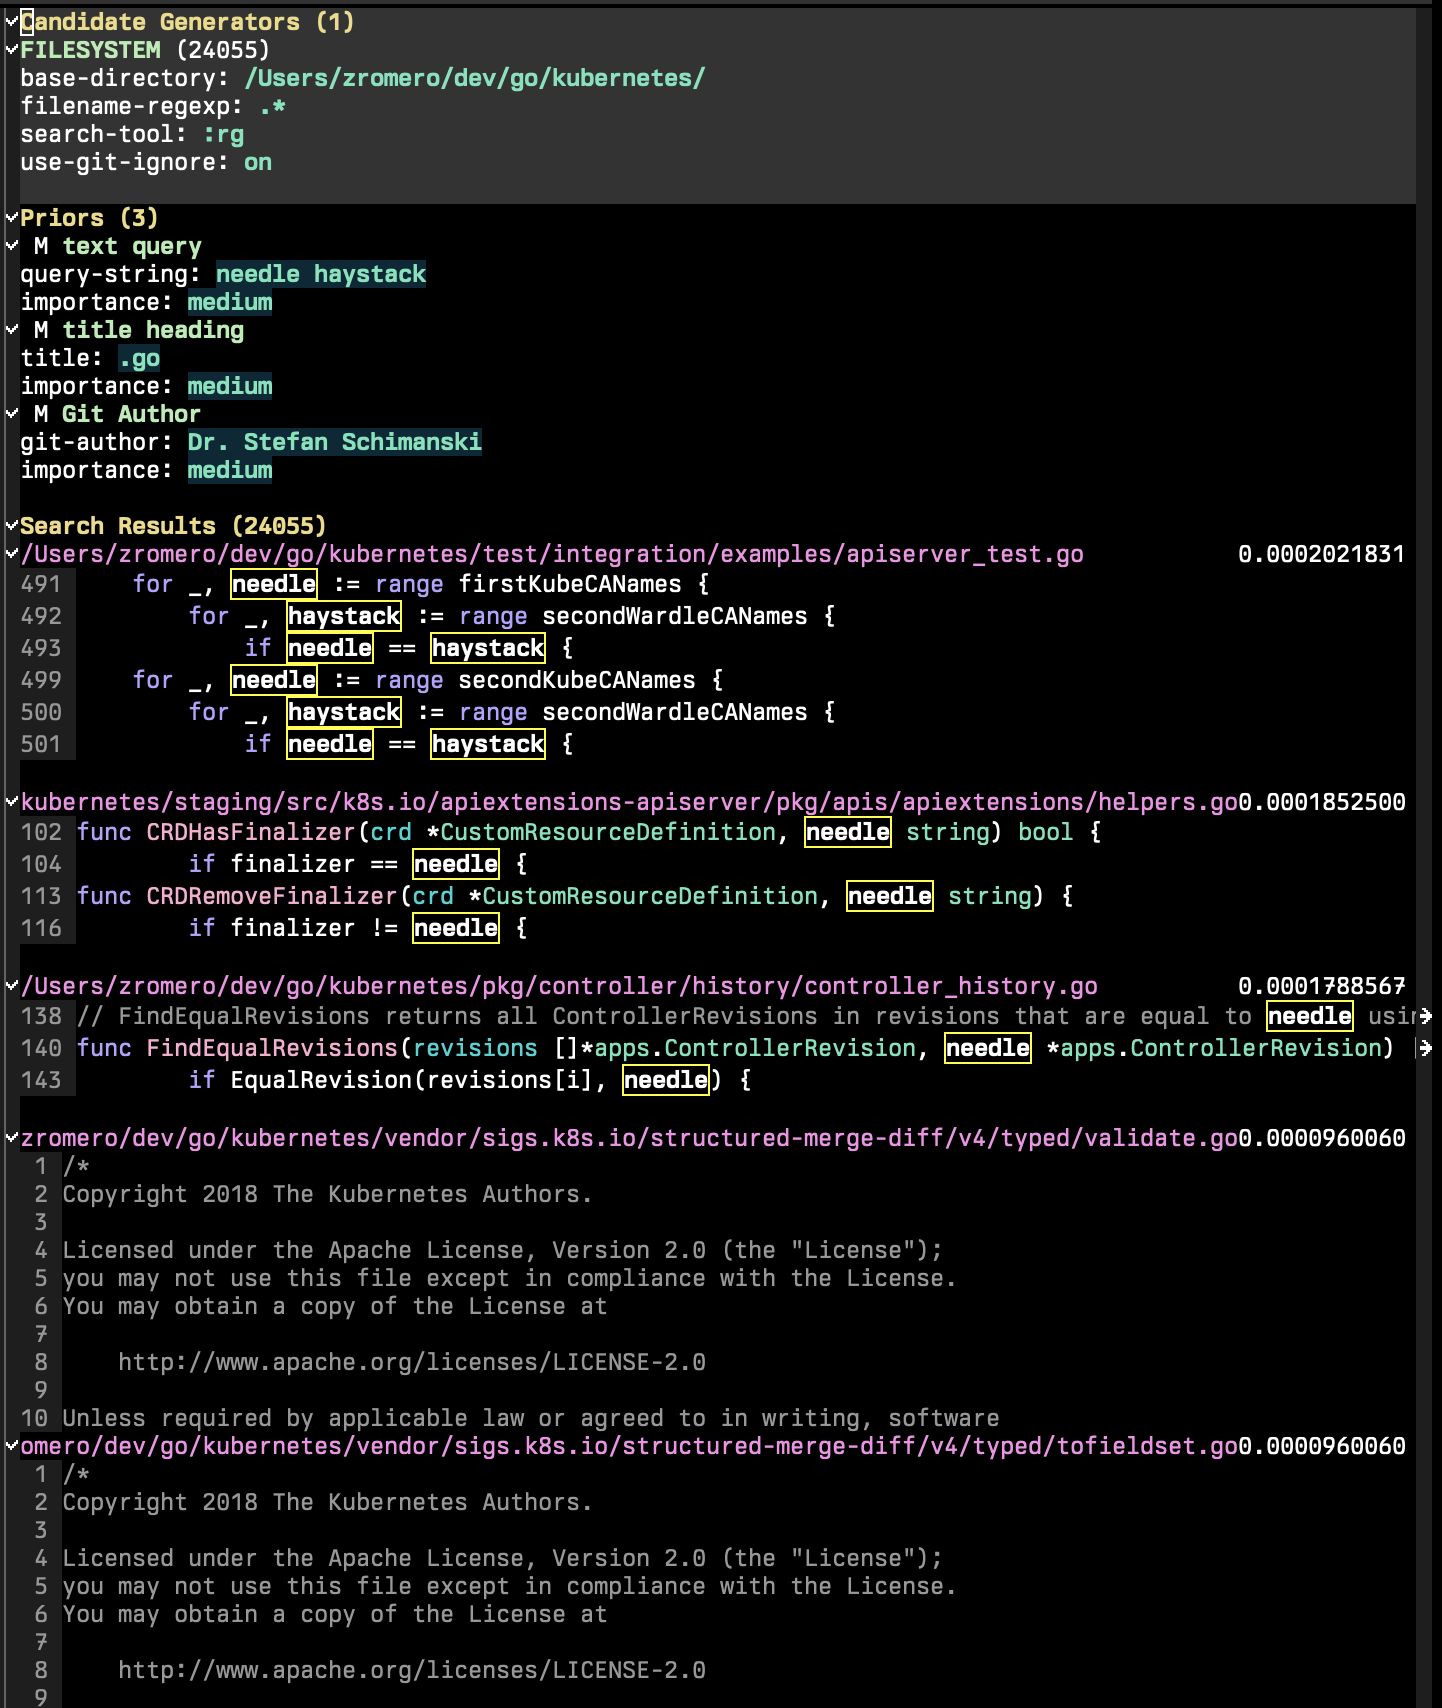 Candidate Generators (1)
FILESYSTEM (24055)
base-directory: /Users/zromero/dev/go/kubernetes/
filename-regexp: .*
search-tool: :rg
use-git-ignore: on
Priors (3)
M text query
query-string: needle haystack
importance: medium
M title heading
title: .go
importance: medium
M Git Author
git-author: Dr. Stefan Schimanski
importance: medium
Search Results (24055)
/Users/zromero/dev/go/kubernetes/test/integration/examples/apiserver_test.go 0.0002021831
491     for _, needle := range firstKubeCANames {
492         for _, haystack := range secondWardleCANames {
493             if needle == haystack {
499     for _, needle := range secondKubeCANames {
500         for _, haystack := range secondWardleCANames {
501             if needle == haystack {
kubernetes/staging/src/k8s.io/apiextensions-apiserver/pkg/apis/apiextensions/helpers.go0.0001852500
102 func CRDHasFinalizer(crd *CustomResourceDefinition, needle string) bool {
104         if finalizer == needle {
113 func CRDRemoveFinalizer(crd *CustomResourceDefinition, needle string) {
116         if finalizer != needle {
/Users/zromero/dev/go/kubernetes/pkg/controller/history/controller_history.go 0.0001788567
138 // FindEqualRevisions returns all ControllerRevisions in revisions that are equal to needle usin
140 func FindEqualRevisions(revisions []*apps.ControllerRevision, needle *apps.ControllerRevision)
143         if EqualRevision(revisions[i], needle) {
zromero/dev/go/kubernetes/vendor/sigs.k8s.io/structured-merge-diff/v4/typed/validate.go0.0000960060
1 /*
2 Copyright 2018 The Kubernetes Authors.
3
4 Licensed under the Apache License, Version 2.0 (the "License");
5 you may not use this file except in compliance with the License.
6 You may obtain a copy of the License at
7
8     http://www.apache.org/licenses/LICENSE-2.0
9
10 Unless required by applicable law or agreed to in writing, software
omero/dev/go/kubernetes/vendor/sigs.k8s.io/structured-merge-diff/v4/typed/tofieldset.go0.0000960060
1 /*
2 Copyright 2018 The Kubernetes Authors.
3
4 Licensed under the Apache License, Version 2.0 (the "License");
5 you may not use this file except in compliance with the License.
6 You may obtain a copy of the License at
7
8     http://www.apache.org/licenses/LICENSE-2.0
9